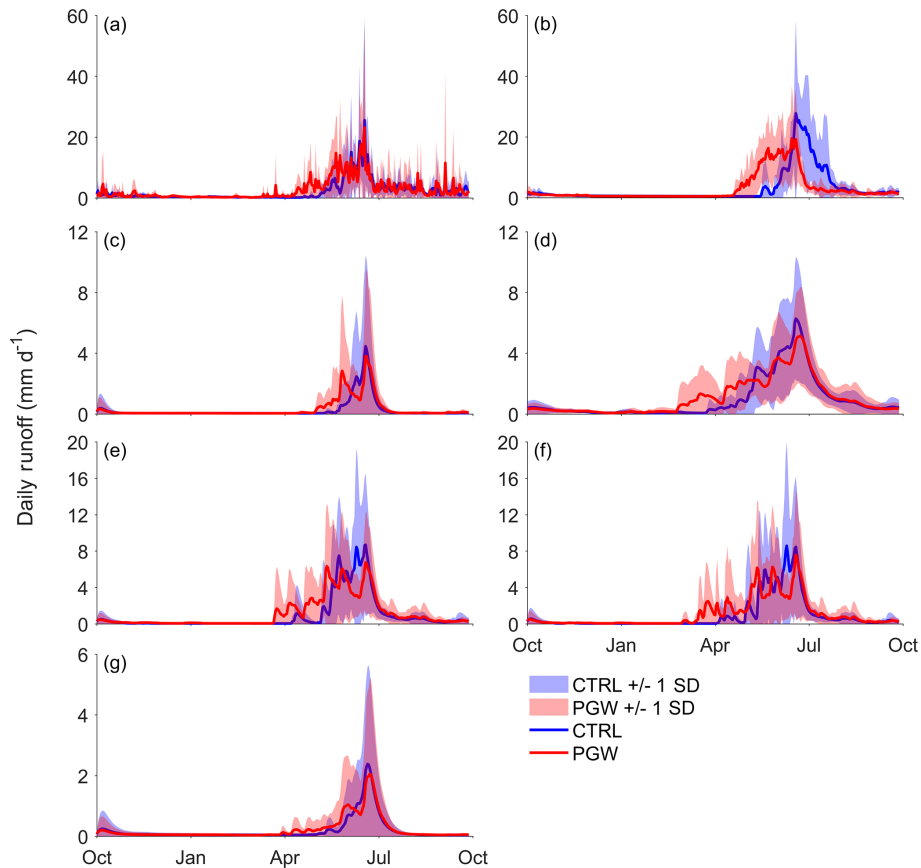 60 (a)
40
20
0
60 (b)
40
20
0
12 (c)
8
4
0
12 (d)
8
4
0
Daily runoff (mm d⁻¹)
20 (e)
16
12
8
4
0
20 (f)
16
12
8
4
0
Oct Jan Apr Jul Oct
6 (g)
4
2
0
Oct Jan Apr Jul Oct
CTRL +/- 1 SD
PGW +/- 1 SD
CTRL
PGW